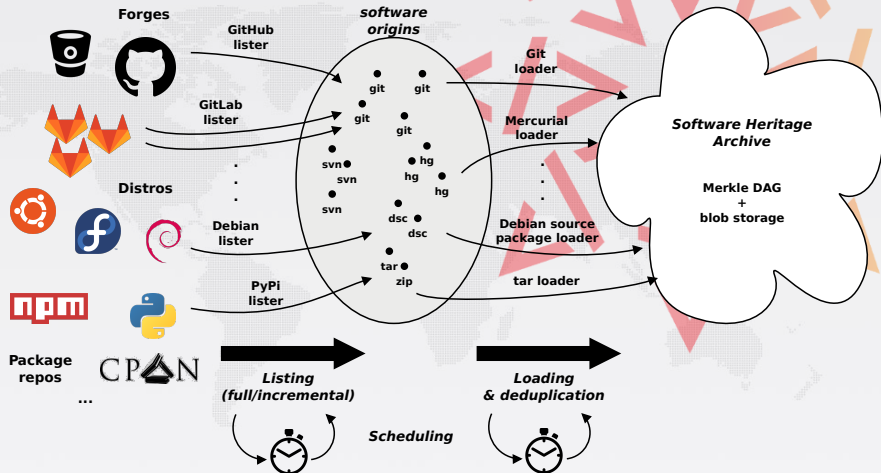 Forges
software
origins
GitHub
lister
Git
loader
git
git
GitLab
lister
git
git
Mercurial
loader
Software Heritage
Archive
.
.
.
svn
svn
svn
hg
hg
hg
.
.
.
Merkle DAG
+
blob storage
Distros
Debian
lister
dsc
dsc
Debian source
package loader
tar
zip
tar loader
PyPi
lister
npm
Package
repos
CPAN
...
Listing
(full/incremental)
Loading
& deduplication
Scheduling